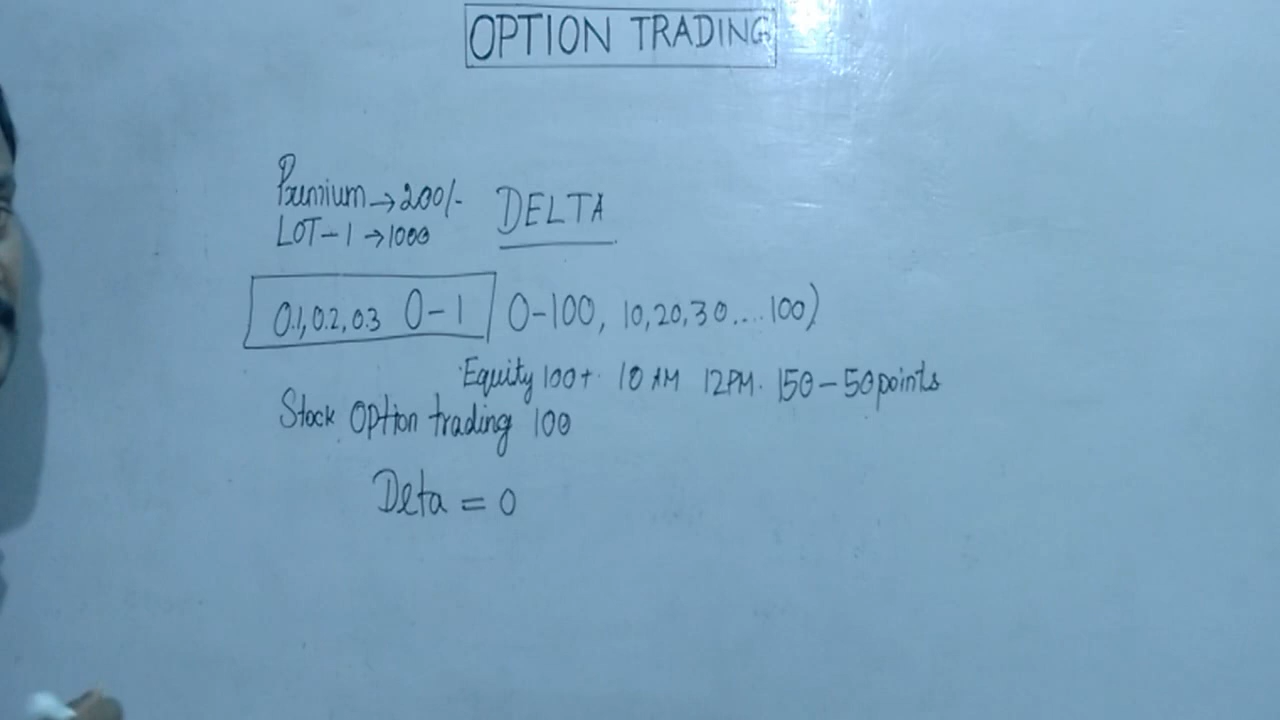 OPTION TRADING
Premium → 200/-
LOT-1 → 1000
DELTA
0.1, 0.2, 0.3 0-1 0-100, 10, 20, 30.... 100)
Equity 100+. 10 AM 12PM. 150-50 points
Stock Option trading 100
Delta = 0